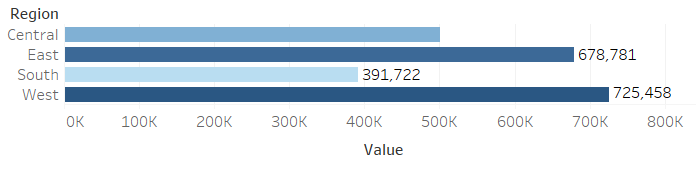 Region
Central
East 678,781
South 391,722
West 725,458
0K 100K 200K 300K 400K 500K 600K 700K 800K
Value